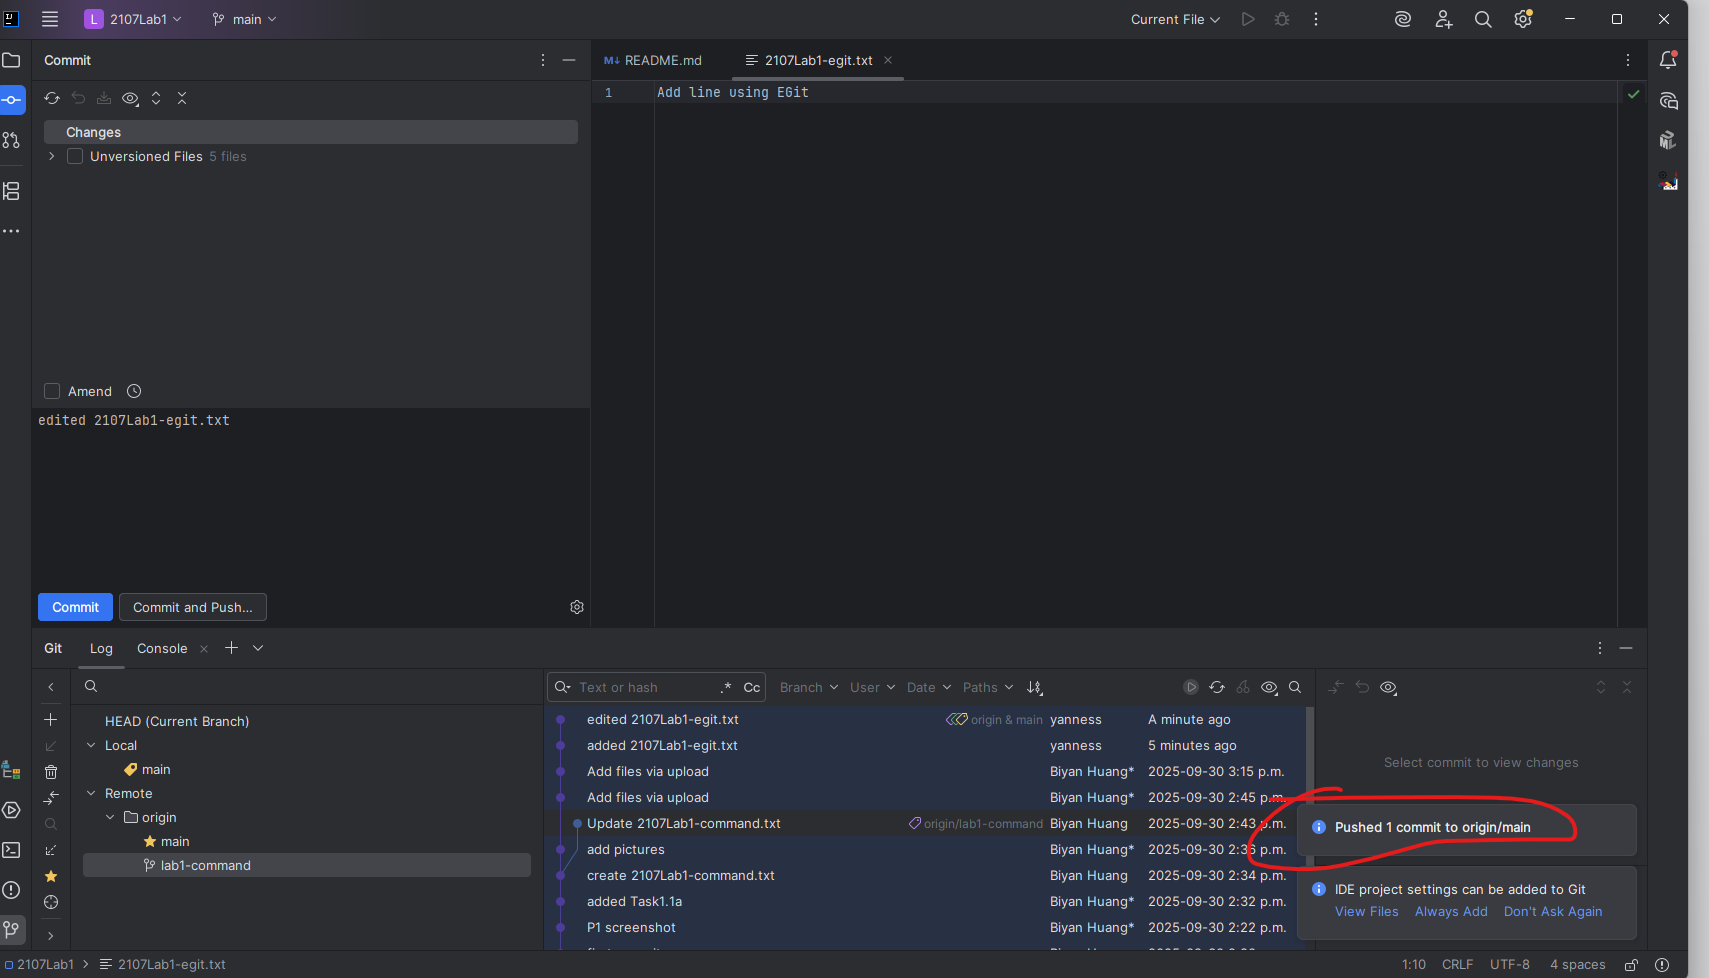 L 2107Lab1 main Current File
Commit
README.md 2107Lab1-egit.txt
1 Add line using EGit
Changes
Unversioned Files 5 files
Amend
edited 2107Lab1-egit.txt
Commit Commit and Push...
Git Log Console
Text or hash .* Cc Branch User Date Paths
HEAD (Current Branch)
Local
main
Remote
origin
main
lab1-command
edited 2107Lab1-egit.txt origin & main yanness A minute ago
added 2107Lab1-egit.txt yanness 5 minutes ago
Add files via upload Biyan Huang* 2025-09-30 3:15 p.m.
Add files via upload Biyan Huang* 2025-09-30 2:45 p.m.
Update 2107Lab1-command.txt origin/lab1-command Biyan Huang 2025-09-30 2:43 p.m.
add pictures Biyan Huang* 2025-09-30 2:36 p.m.
create 2107Lab1-command.txt Biyan Huang 2025-09-30 2:34 p.m.
added Task1.1a Biyan Huang* 2025-09-30 2:32 p.m.
P1 screenshot Biyan Huang* 2025-09-30 2:22 p.m.
Select commit to view changes
Pushed 1 commit to origin/main
IDE project settings can be added to Git
View Files Always Add Don't Ask Again
2107Lab1 2107Lab1-egit.txt 1:10 CRLF UTF-8 4 spaces